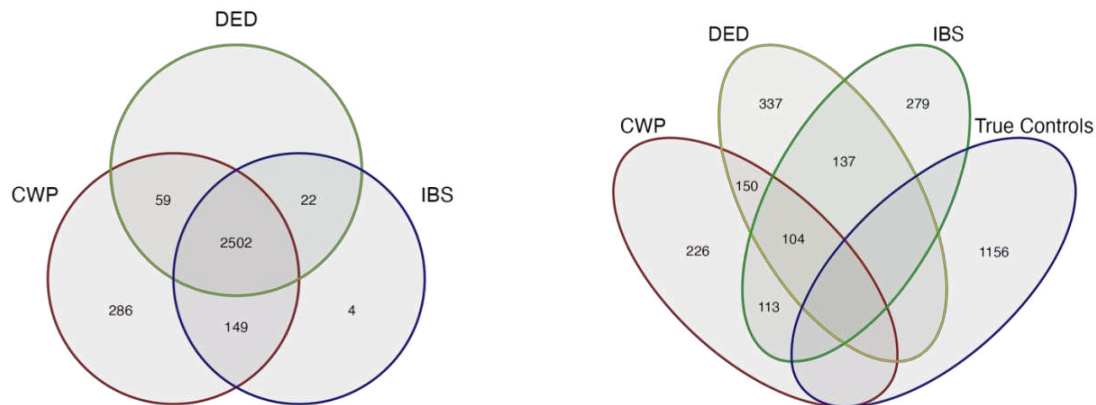 DED
CWP
IBS
59
22
2502
286
149
4
DED
IBS
CWP
True Controls
337
279
137
150
226
104
1156
113